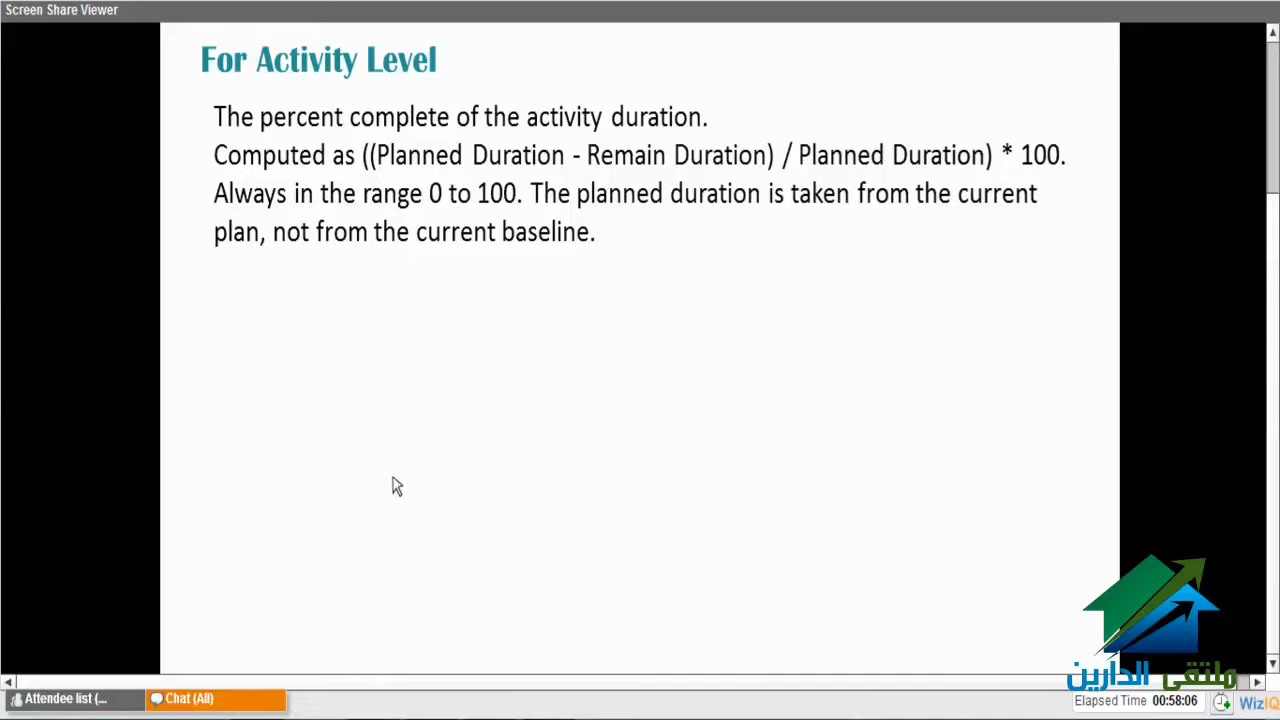 Screen Share Viewer
For Activity Level
The percent complete of the activity duration.
Computed as ((Planned Duration - Remain Duration) / Planned Duration) * 100.
Always in the range 0 to 100. The planned duration is taken from the current
plan, not from the current baseline.
ملتقى الدارين
Attendee list (...
Chat (All)
Elapsed Time 00:58:06
WizIQ